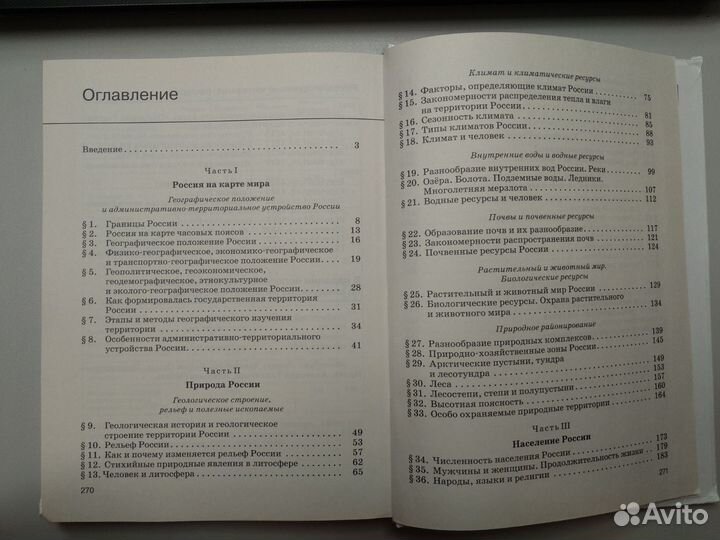 Оглавление
Введение 3
Часть I
Россия на карте мира
Географическое положение
и административно-территориальное устройство России
§ 1. Границы России 8
§ 2. Россия на карте часовых поясов 13
§ 3. Географическое положение России 16
§ 4. Физико-географическое, экономико-географическое
и транспортно-географическое положение России 19
§ 5. Геополитическое, геоэкономическое,
геодемографическое, этнокультурное
и эколого-географическое положение России 28
§ 6. Как формировалась государственная территория
России 31
§ 7. Этапы и методы географического изучения
территории 34
§ 8. Особенности административно-территориального
устройства России 41
Часть II
Природа России
Геологическое строение,
рельеф и полезные ископаемые
§ 9. Геологическая история и геологическое
строение территории России 49
§ 10. Рельеф России 53
§ 11. Как и почему изменяется рельеф России 57
§ 12. Стихийные природные явления в литосфере 62
§ 13. Человек и литосфера 65
270
Климат и климатические ресурсы
§ 14. Факторы, определяющие климат России 75
§ 15. Закономерности распределения тепла и влаги
на территории России 81
§ 16. Сезонность климата 85
§ 17. Типы климатов России 88
§ 18. Климат и человек 93
Внутренние воды и водные ресурсы
§ 19. Разнообразие внутренних вод России. Реки 99
§ 20. Озёра. Болота. Подземные воды. Ледники.
Многолетняя мерзлота 107
§ 21. Водные ресурсы и человек 112
Почвы и почвенные ресурсы
§ 22. Образование почв и их разнообразие 117
§ 23. Закономерности распространения почв 121
§ 24. Почвенные ресурсы России 124
Растительный и животный мир.
Биологические ресурсы
§ 25. Растительный и животный мир России 129
§ 26. Биологические ресурсы. Охрана растительного
и животного мира 134
Природное районирование
§ 27. Разнообразие природных комплексов 139
§ 28. Природно-хозяйственные зоны России 145
§ 29. Арктические пустыни, тундра
и лесотундра 149
§ 30. Леса 153
§ 31. Лесостепи, степи и полупустыни 157
§ 32. Высотная поясность 160
§ 33. Особо охраняемые природные территории 164
Часть III
Население России
§ 34. Численность населения России 173
§ 35. Мужчины и женщины. Продолжительность жизни 179
§ 36. Народы, языки и религии 183
271
Avito